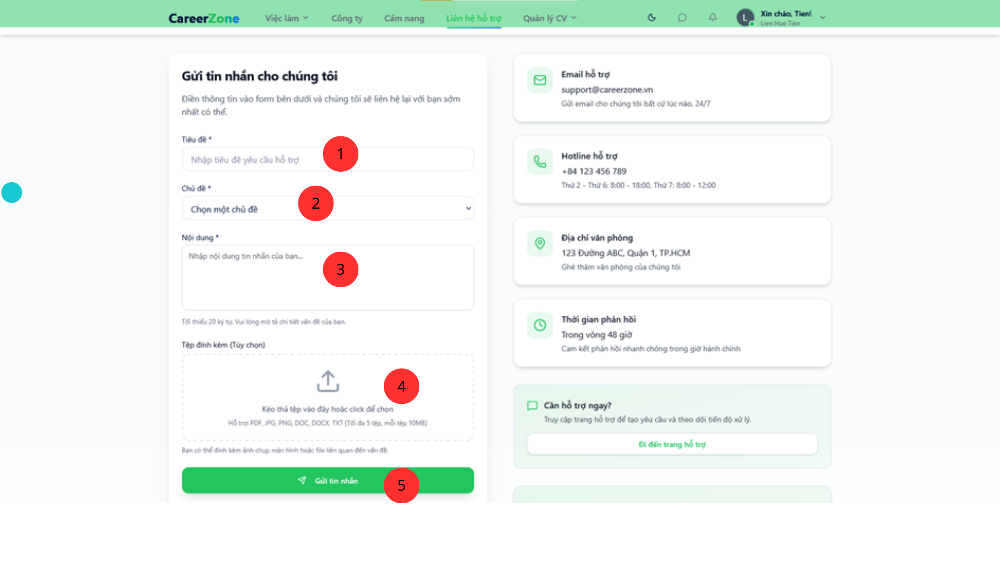 CareerZone
Việc làm
Công ty
Cẩm nang
Liên hệ hỗ trợ
Quản lý CV
L
Xin chào, Tien!
Lien Hue Tien
Gửi tin nhắn cho chúng tôi
Điền thông tin vào form bên dưới và chúng tôi sẽ liên hệ lại với bạn sớm
nhất có thể.
Tiêu đề *
Nhập tiêu đề yêu cầu hỗ trợ
1
Chủ đề *
Chọn một chủ đề
2
Nội dung *
Nhập nội dung tin nhắn của bạn...
3
Tối thiểu 20 ký tự. Vui lòng mô tả chi tiết vấn đề của bạn.
Tệp đính kèm (Tùy chọn)
4
Kéo thả tệp vào đây hoặc click để chọn
Hỗ trợ: PDF, JPG, PNG, DOC, DOCX, TXT (Tối đa 5 tệp, mỗi tệp 10MB)
Bạn có thể đính kèm ảnh chụp màn hình hoặc file liên quan đến vấn đề.
Gửi tin nhắn
5
Email hỗ trợ
support@careerzone.vn
Gửi email cho chúng tôi bất cứ lúc nào, 24/7
Hotline hỗ trợ
+84 123 456 789
Thứ 2 - Thứ 6: 8:00 - 18:00, Thứ 7: 8:00 - 12:00
Địa chỉ văn phòng
123 Đường ABC, Quận 1, TP.HCM
Ghé thăm văn phòng của chúng tôi
Thời gian phản hồi
Trong vòng 48 giờ
Cam kết phản hồi nhanh chóng trong giờ hành chính
Cần hỗ trợ ngay?
Truy cập trang hỗ trợ để tạo yêu cầu và theo dõi tiến độ xử lý.
Đi đến trang hỗ trợ